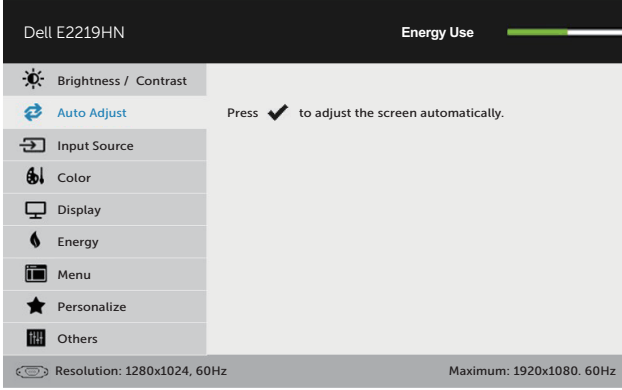 Dell E2219HN
Energy Use
Brightness / Contrast
Auto Adjust
Press ✔ to adjust the screen automatically.
Input Source
Color
Display
Energy
Menu
Personalize
Others
Resolution: 1280x1024, 60Hz
Maximum: 1920x1080. 60Hz